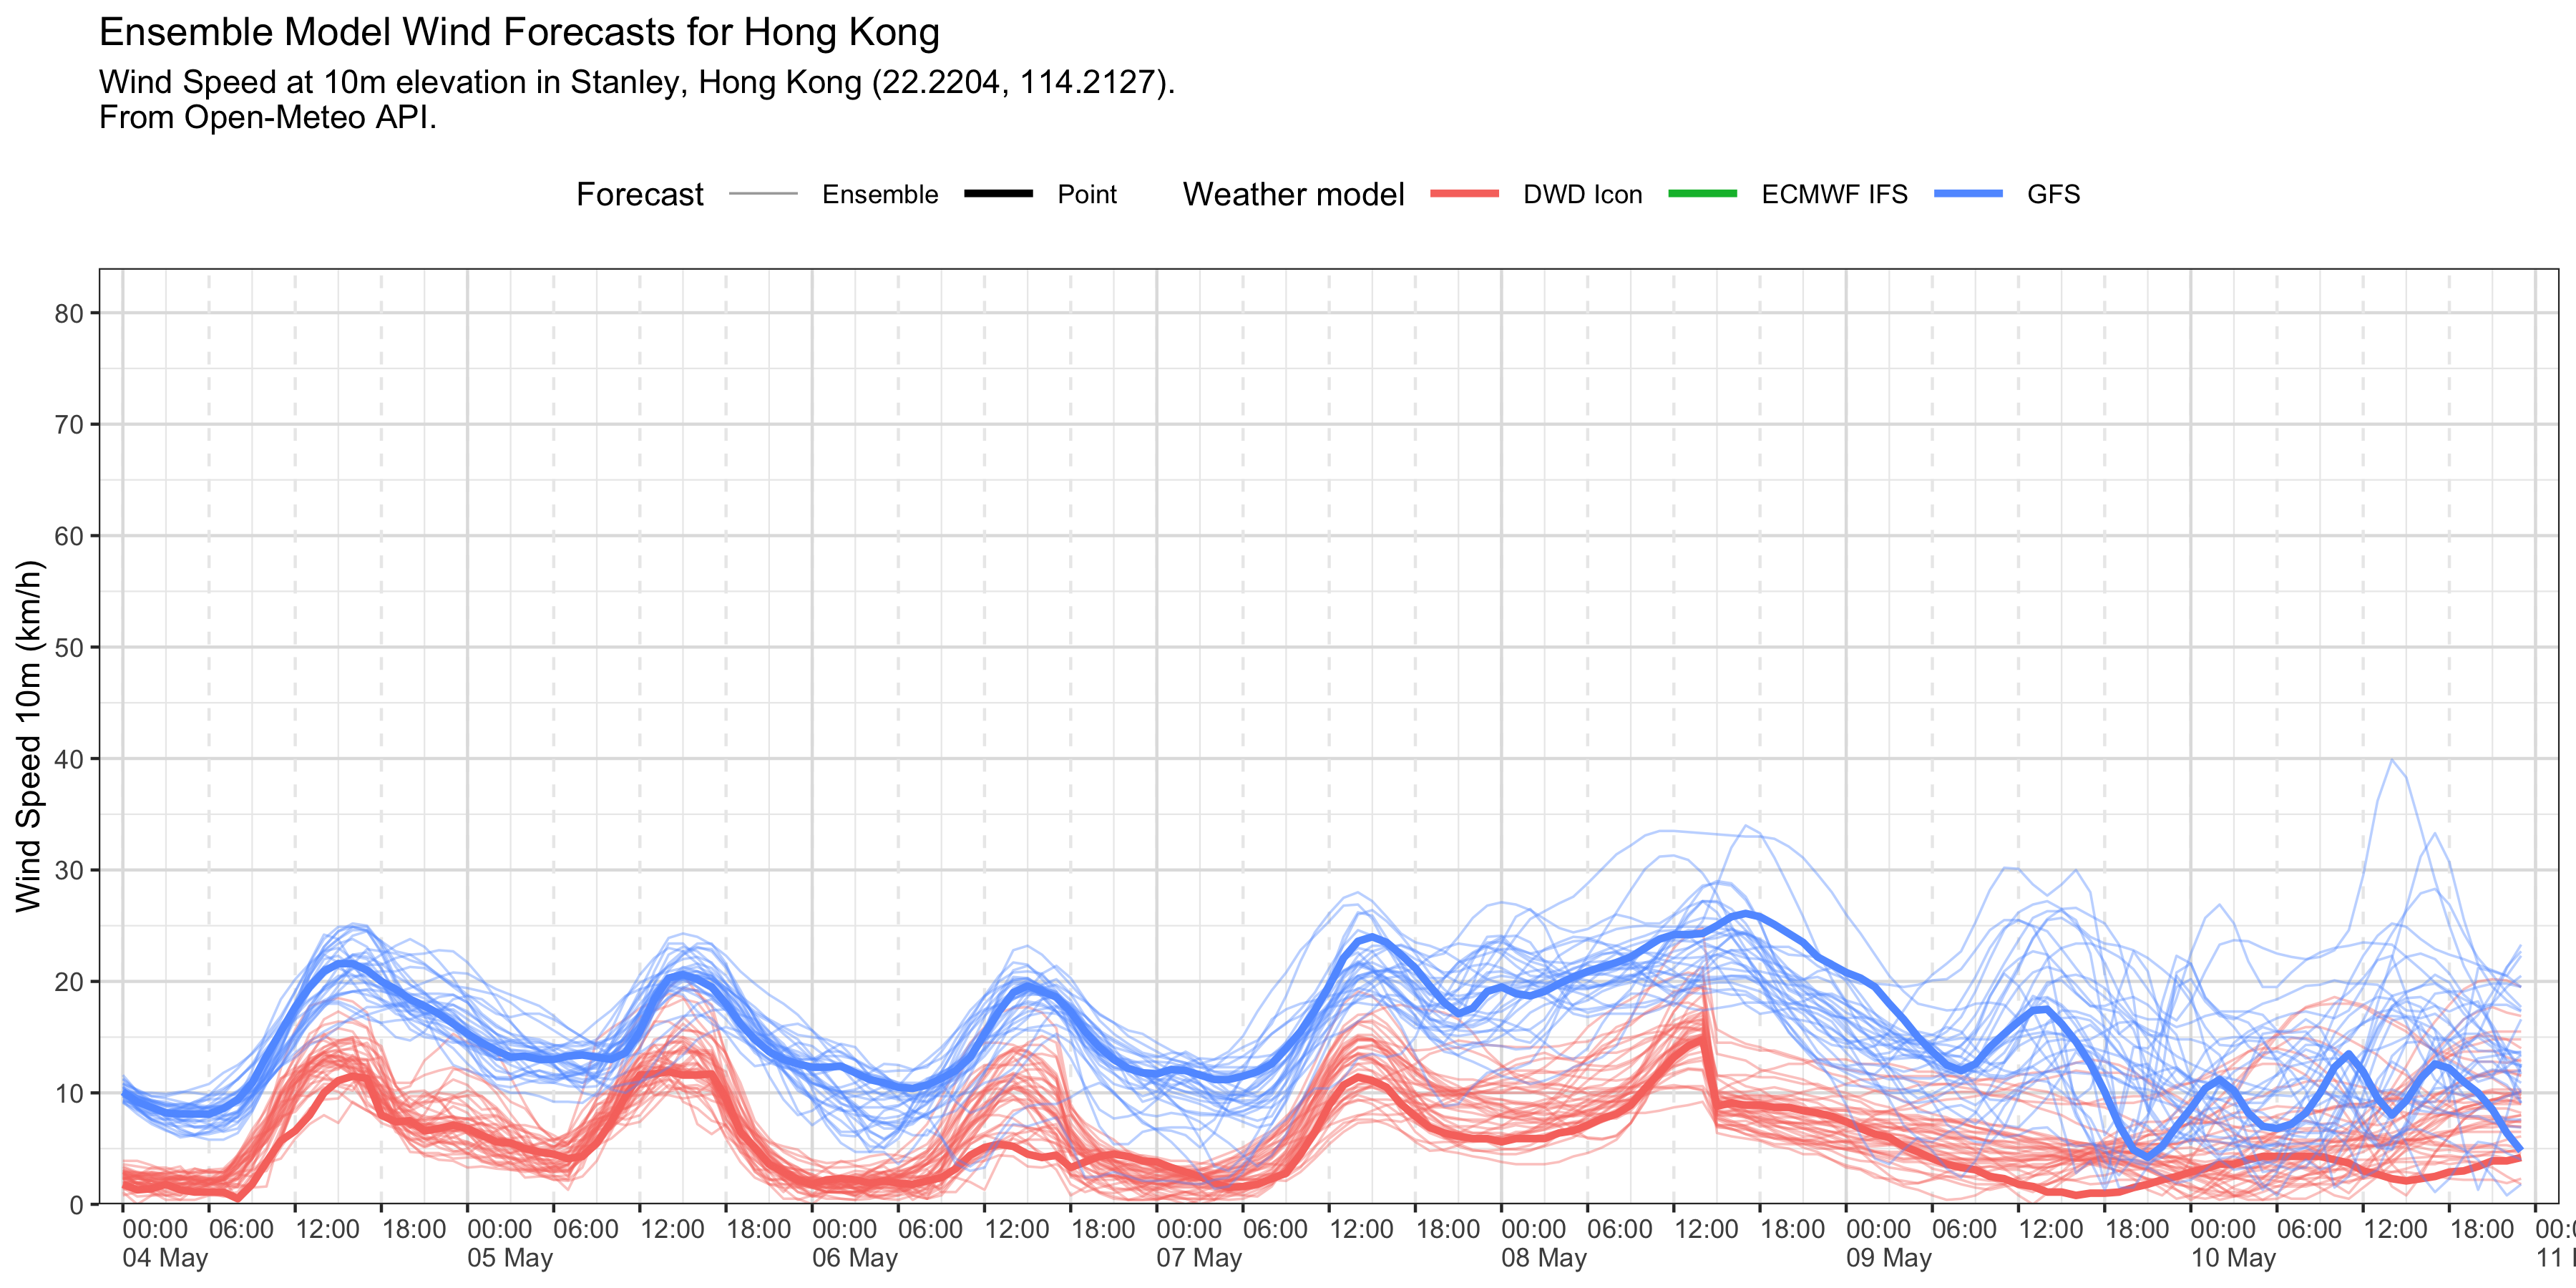 Ensemble Model Wind Forecasts for Hong Kong
Wind Speed at 10m elevation in Stanley, Hong Kong (22.2204, 114.2127).
From Open-Meteo API.
Forecast Ensemble Point Weather model DWD Icon ECMWF IFS GFS
Wind Speed 10m (km/h)
80
70
60
50
40
30
20
10
0
00:00 06:00 12:00 18:00 00:00 06:00 12:00 18:00 00:00 06:00 12:00 18:00 00:00 06:00 12:00 18:00 00:00 06:00 12:00 18:00 00:00 06:00 12:00 18:00 00:00 06:00 12:00 18:00
04 May 05 May 06 May 07 May 08 May 09 May 10 May 11